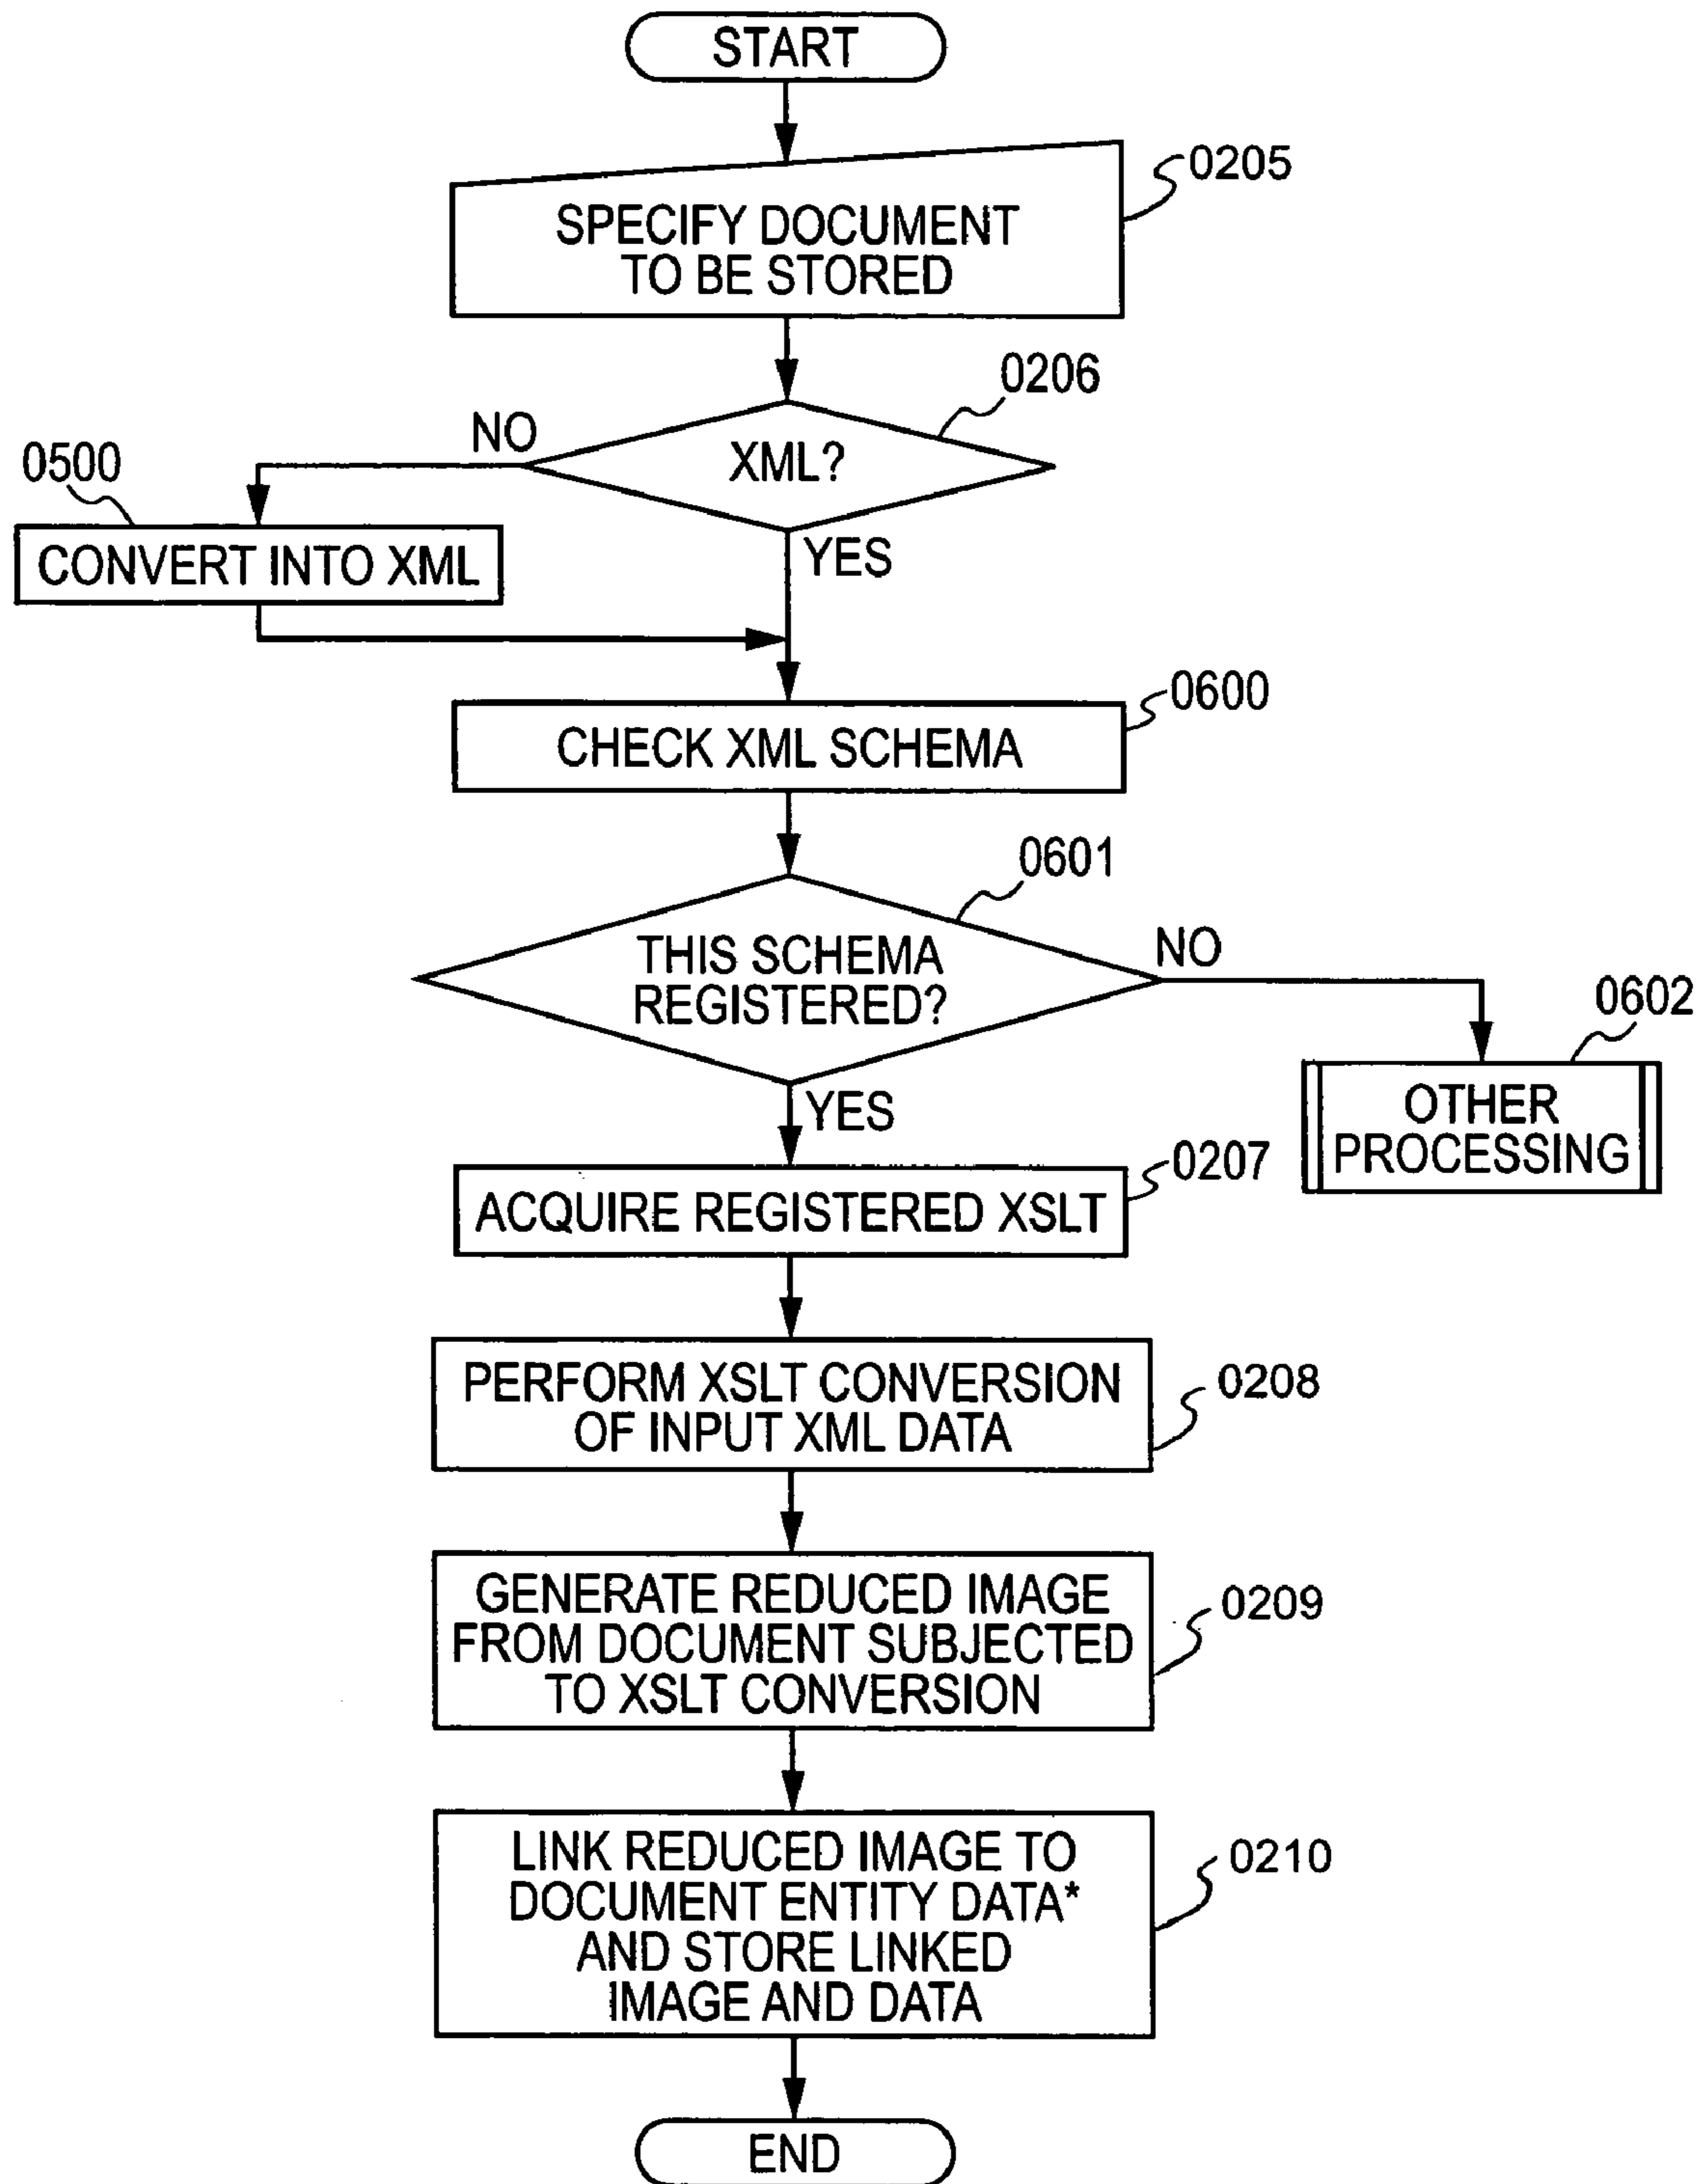 START
0205
SPECIFY DOCUMENT
TO BE STORED
0206
NO
XML?
0500
CONVERT INTO XML
YES
0600
CHECK XML SCHEMA
0601
THIS SCHEMA
REGISTERED?
NO
0602
OTHER
PROCESSING
YES
0207
ACQUIRE REGISTERED XSLT
PERFORM XSLT CONVERSION
OF INPUT XML DATA
0208
GENERATE REDUCED IMAGE
FROM DOCUMENT SUBJECTED
TO XSLT CONVERSION
0209
LINK REDUCED IMAGE TO
DOCUMENT ENTITY DATA*
AND STORE LINKED
IMAGE AND DATA
0210
END